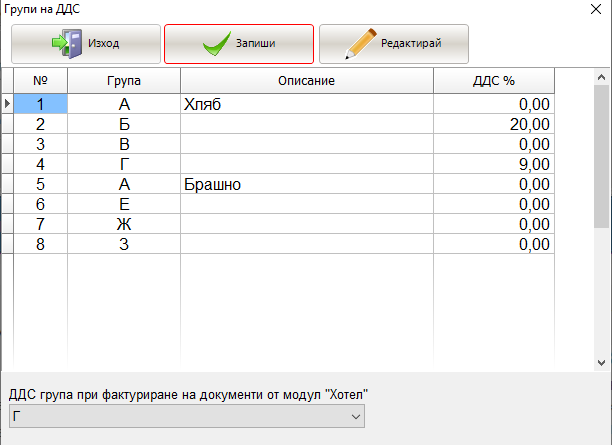 Групи на ДДС
Изход Запиши Редактирай
№ Група Описание ДДС %
1 А Хляб 0,00
2 Б 20,00
3 В 0,00
4 Г 9,00
5 А Брашно 0,00
6 Е 0,00
7 Ж 0,00
8 З 0,00
ДДС група при фактуриране на документи от модул "Хотел"
Г